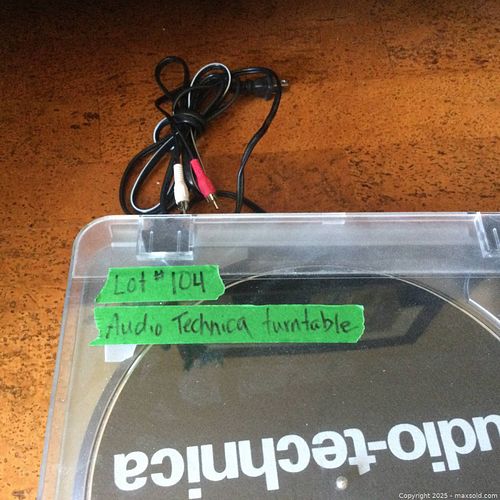 Lot # 104
Audio Technica turntable
udio-technica
Copyright 2025 - maxsold.com